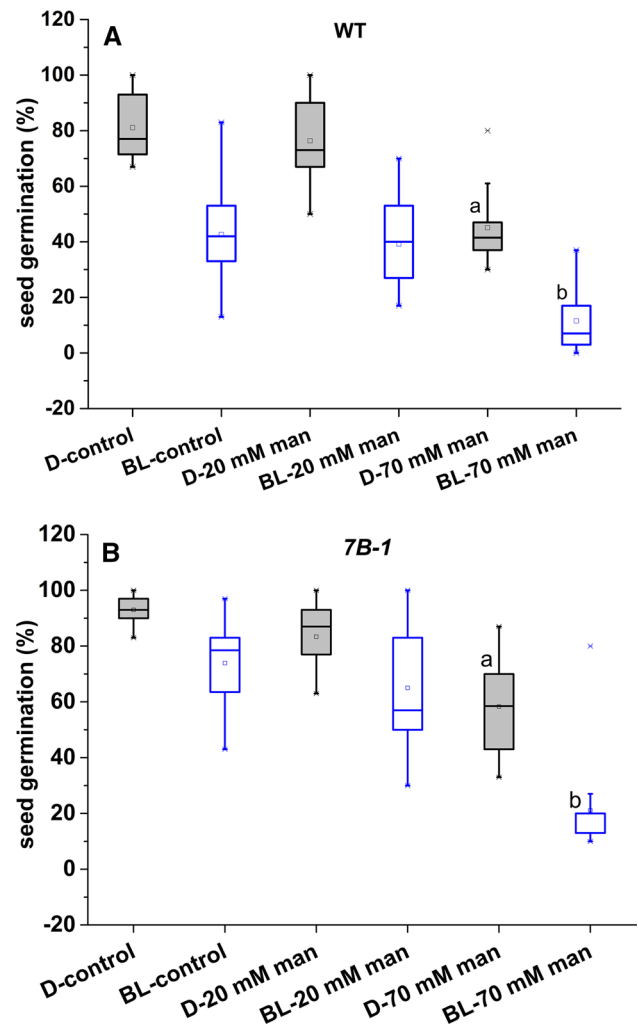 A
WT
seed germination (%)
120
100
80
60
40
20
0
-20
a
b
D-control
BL-control
D-20 mM man
BL-20 mM man
D-70 mM man
BL-70 mM man
B
7B-1
seed germination (%)
120
100
80
60
40
20
0
-20
a
b
D-control
BL-control
D-20 mM man
BL-20 mM man
D-70 mM man
BL-70 mM man